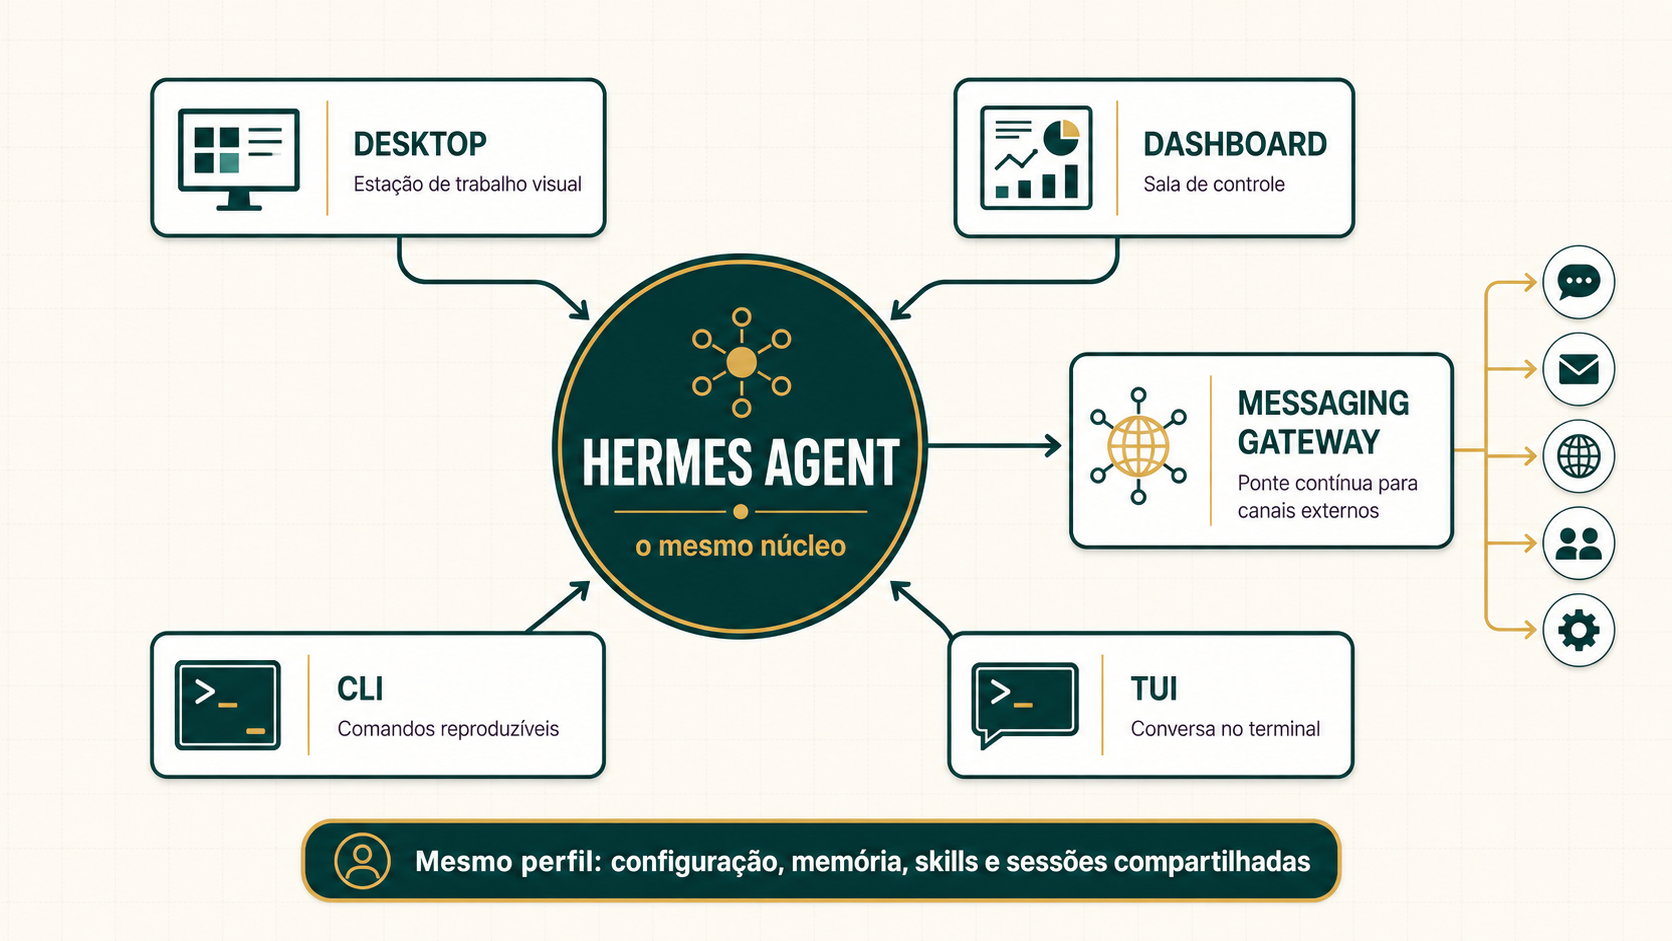 DESKTOP
Estação de trabalho visual
DASHBOARD
Sala de controle
HERMES AGENT
o mesmo núcleo
MESSAGING
GATEWAY
Ponte contínua para
canais externos
CLI
Comandos reproduzíveis
TUI
Conversa no terminal
Mesmo perfil: configuração, memória, skills e sessões compartilhadas